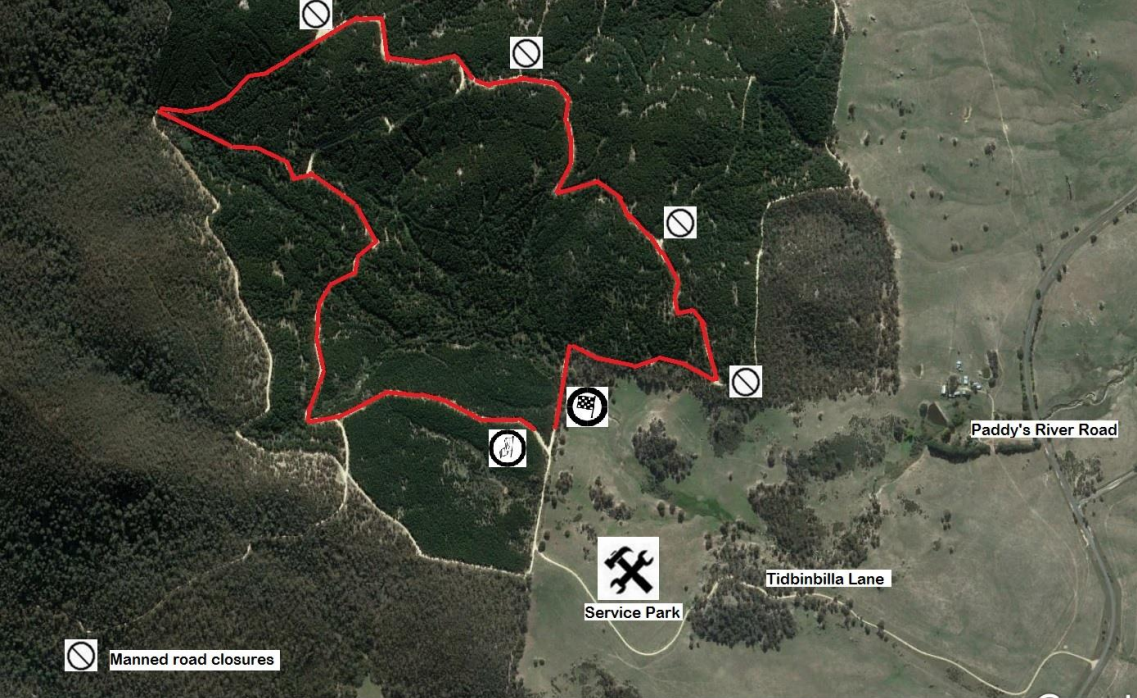 Paddy's River Road
Tidbinbilla Lane
Service Park
Manned road closures